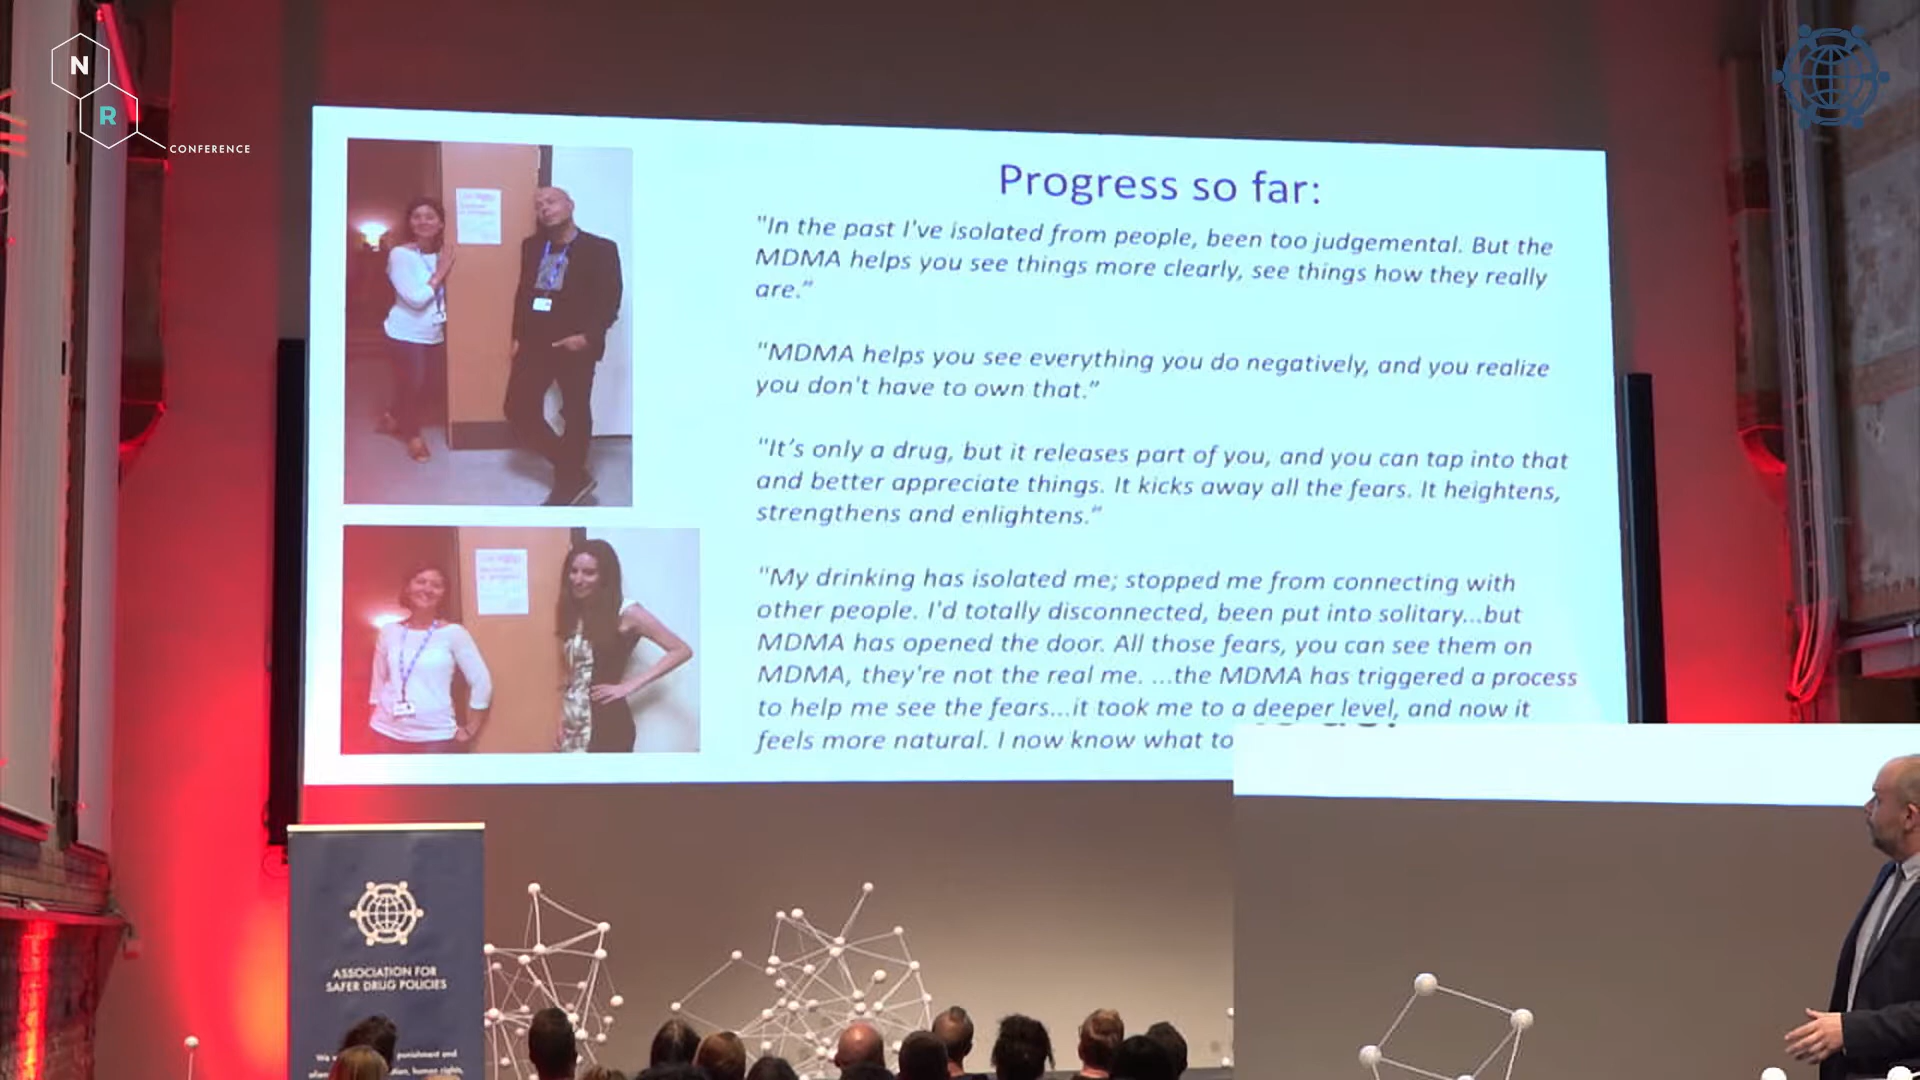 N
R
CONFERENCE
Progress so far:
"In the past I've isolated from people, been too judgemental. But the
MDMA helps you see things more clearly, see things how they really
are."
"MDMA helps you see everything you do negatively, and you realize
you don't have to own that."
"It's only a drug, but it releases part of you, and you can tap into that
and better appreciate things. It kicks away all the fears. It heightens,
strengthens and enlightens."
"My drinking has isolated me; stopped me from connecting with
other people. I'd totally disconnected, been put into solitary...but
MDMA has opened the door. All those fears, you can see them on
MDMA, they're not the real me. ...the MDMA has triggered a process
to help me see the fears...it took me to a deeper level, and now it
feels more natural. I now know what to
ASSOCIATION FOR
SAFER DRUG POLICIES
We
punishment and
human rights,